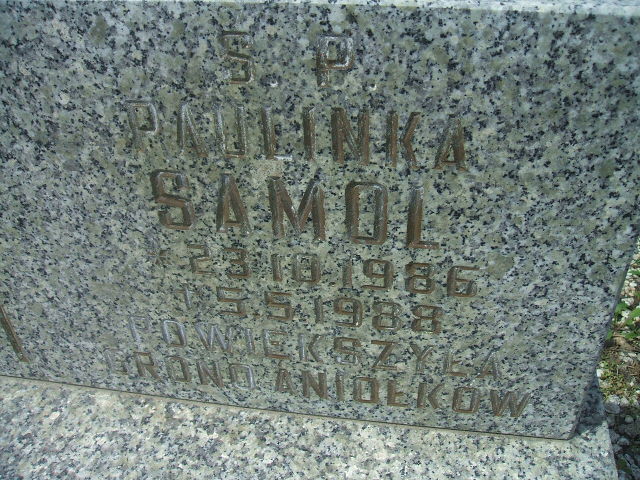 S. P.
PAULINKA
SAMOL
* 23.10.1986
† 5.5.1988
POWIĘKSZYŁA
GRONO ANIOŁKÓW